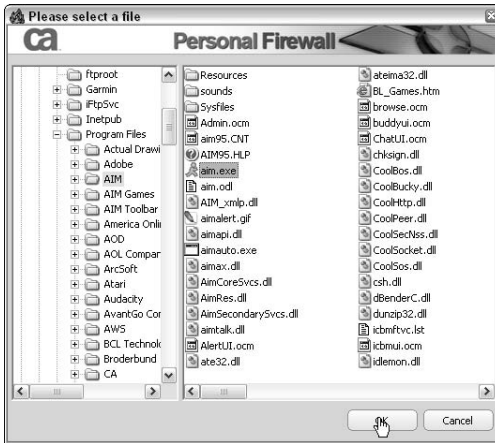 Please select a file
ca
Personal Firewall
ftproot
Garmin
iFtpSvc
Inetpub
Program Files
Actual Drawi
Adobe
AIM
AIM Games
AIM Toolbar
America Onli
AOD
AOL Compar
ArcSoft
Atari
Audacity
AvantGo Cor
AWS
BCL Technolo
Broderbund
CA
Resources
sounds
Sysfiles
Admin.ocm
aim95.CNT
AIM95.HLP
aim.exe
aim.odl
AIM_xmlp.dll
aimalert.gif
aimapi.dll
aimauto.exe
aimax.dll
AimCoreSvcs.dll
AimRes.dll
AimSecondarySvcs.dll
aimtalk.dll
AlertUI.ocm
ate32.dll
ateima32.dll
BL_Games.htm
browse.ocm
buddyui.ocm
ChatUI.ocm
chksign.dll
CoolBos.dll
CoolBucky.dll
CoolHttp.dll
CoolPeer.dll
CoolSecNss.dll
CoolSocket.dll
CoolSos.dll
csh.dll
dBenderC.dll
dunzip32.dll
icbmftvc.lst
icbmui.ocm
idlemon.dll
OK
Cancel